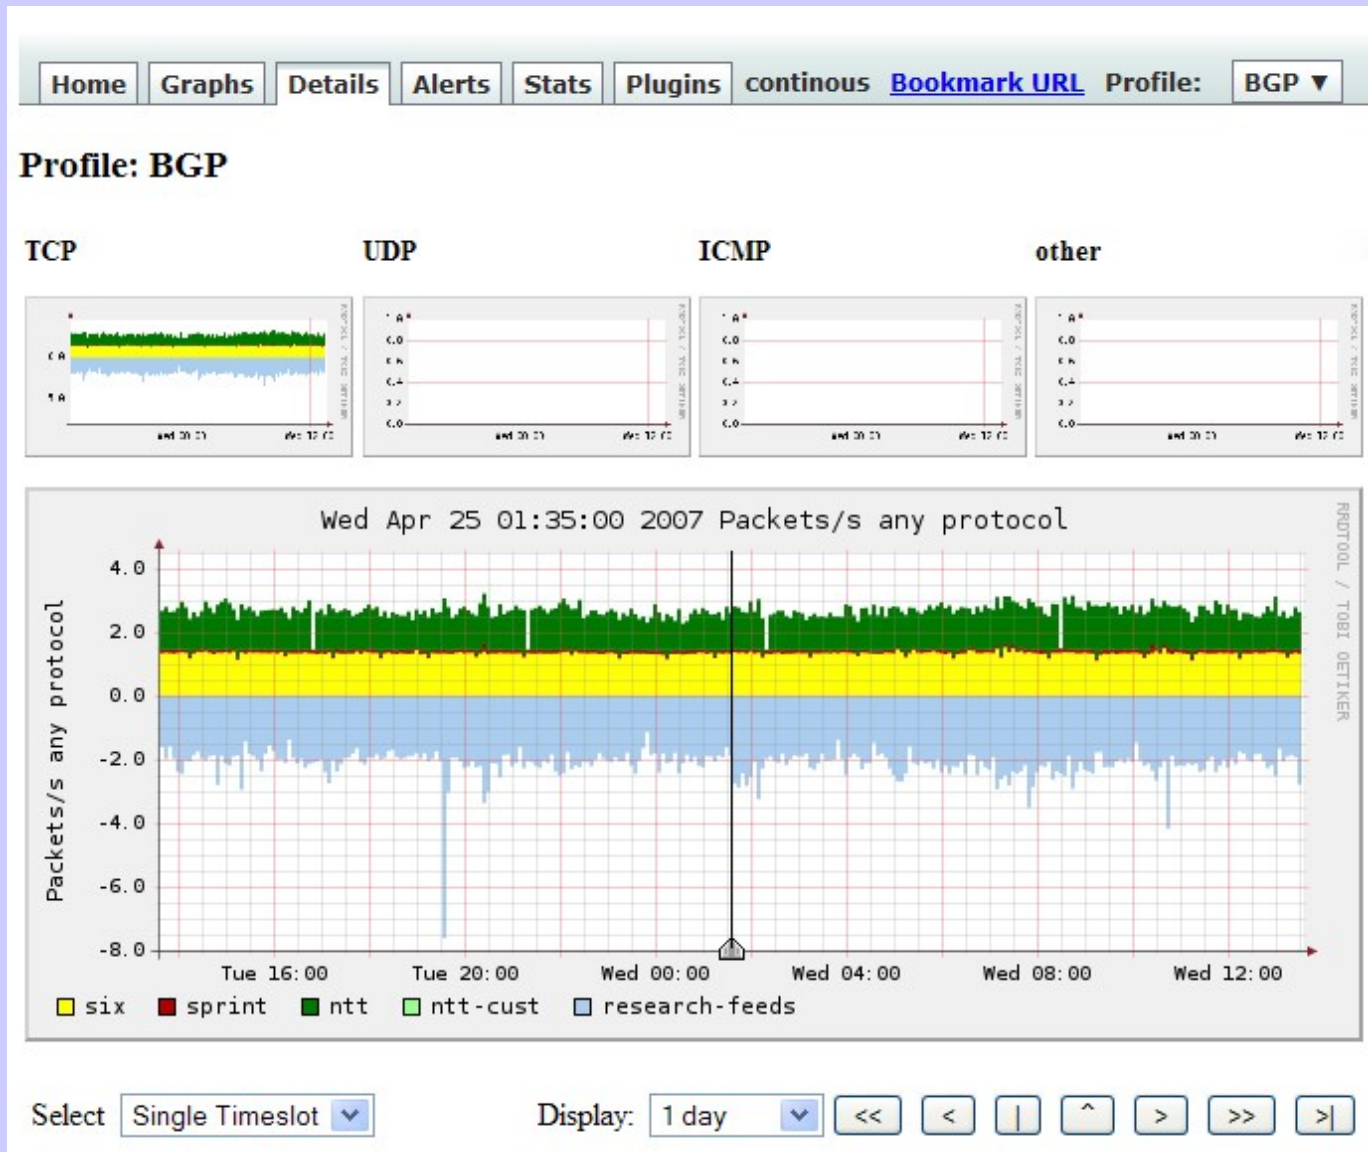 Home Graphs Details Alerts Stats Plugins continous Bookmark URL Profile: BGP ▼
Profile: BGP
TCP UDP ICMP other
Wed Apr 25 01:35:00 2007 Packets/s any protocol
RRDTOOL / TOBI OETIKER
Packets/s any protocol
4.0
2.0
0.0
-2.0
-4.0
-6.0
-8.0
Tue 16:00 Tue 20:00 Wed 00:00 Wed 04:00 Wed 08:00 Wed 12:00
six sprint ntt ntt-cust research-feeds
Select Single Timeslot Display: 1 day << < | ^ > >> >|